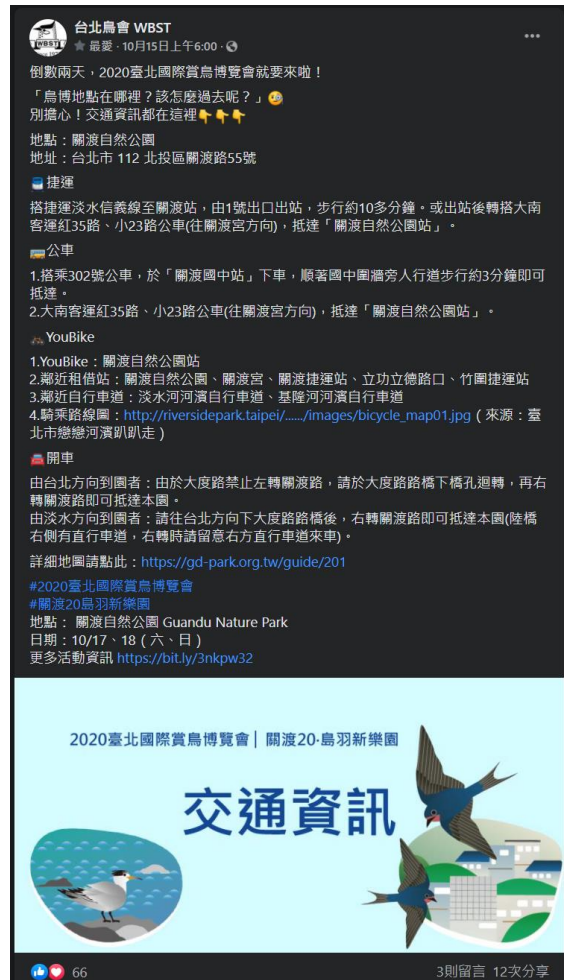 台北鳥會 WBST
最愛 · 10月15日上午6:00 ·
倒數兩天，2020臺北國際賞鳥博覽會就要來啦！
「鳥博地點在哪裡？該怎麼過去呢？」🧐
別擔心！交通資訊都在這裡👇👇👇
地點：關渡自然公園
地址：台北市 112 北投區關渡路55號
🚇捷運
搭捷運淡水信義線至關渡站，由1號出口出站，步行約10多分鐘。或出站後轉搭大南
客運紅35路、小23路公車(往關渡宮方向)，抵達「關渡自然公園站」。
🚌公車
1.搭乘302號公車，於「關渡國中站」下車，順著國中圍牆旁人行道步行約3分鐘即可
抵達。
2.大南客運紅35路、小23路公車(往關渡宮方向)，抵達「關渡自然公園站」。
🚲YouBike
1.YouBike：關渡自然公園站
2.鄰近租借站：關渡自然公園、關渡宮、關渡捷運站、立功立德路口、竹圍捷運站
3.鄰近自行車道：淡水河河濱自行車道、基隆河河濱自行車道
4.騎乘路線圖：http://riversidepark.taipei/....../images/bicycle_map01.jpg（來源：臺
北市戀戀河濱趴趴走）
🚘開車
由台北方向到園者：由於大度路禁止左轉關渡路，請於大度路路橋下橋孔迴轉，再右
轉關渡路即可抵達本園。
由淡水方向到園者：請往台北方向下大度路路橋後，右轉關渡路即可抵達本園(陸橋
右側有直行車道，右轉時請留意右方直行車道來車)。
詳細地圖請點此：https://gd-park.org.tw/guide/201
#2020臺北國際賞鳥博覽會
#關渡20島羽新樂園
地點： 關渡自然公園 Guandu Nature Park
日期：10/17、18（六、日）
更多活動資訊 https://bit.ly/3nkpw32
2020臺北國際賞鳥博覽會│關渡20·島羽新樂園
交通資訊
66
3則留言 12次分享